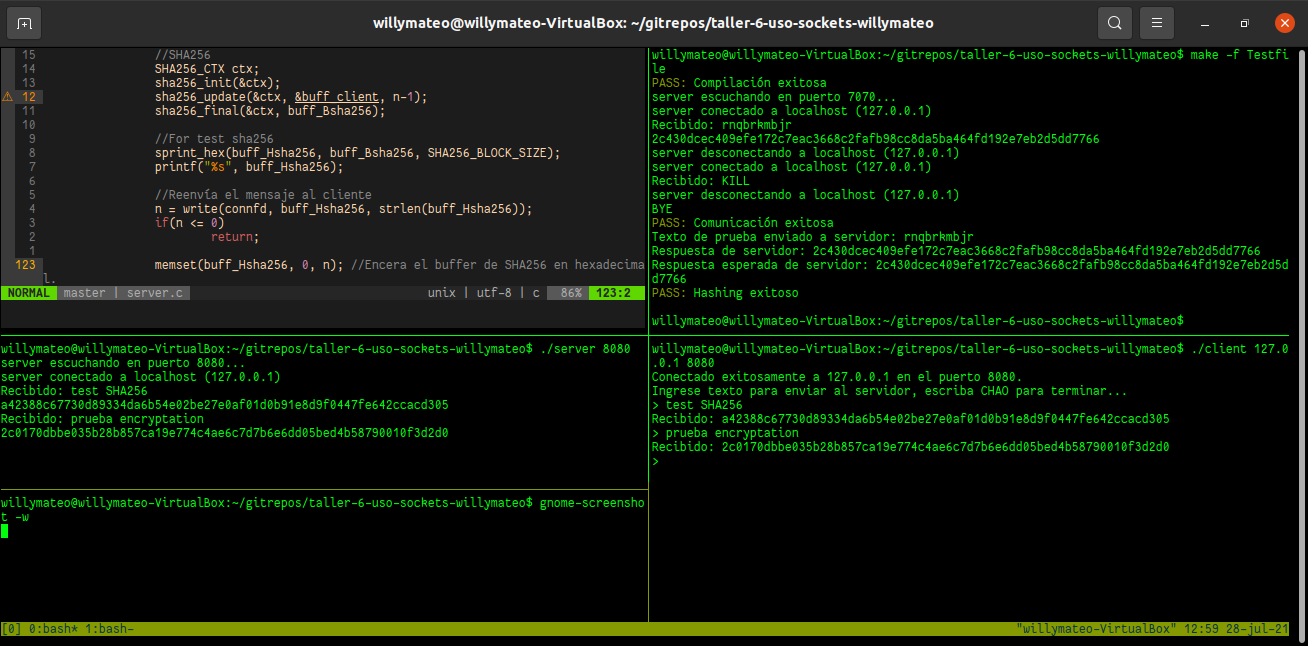 willymateo@willymateo-VirtualBox: ~/gitrepos/taller-6-uso-sockets-willymateo
15 //SHA256
14 SHA256_CTX ctx;
13 sha256_init(&ctx);
⚠ 12 sha256_update(&ctx, &buff_client, n-1);
11 sha256_final(&ctx, buff_Bsha256);
10
9 //For test sha256
8 sprint_hex(buff_Hsha256, buff_Bsha256, SHA256_BLOCK_SIZE);
7 printf("%s", buff_Hsha256);
6
5 //Reenvía el mensaje al cliente
4 n = write(connfd, buff_Hsha256, strlen(buff_Hsha256));
3 if(n <= 0)
2 return;
1
123 memset(buff_Hsha256, 0, n); //Encera el buffer de SHA256 en hexadecima
l.
NORMAL master | server.c unix | utf-8 | c 86% 123:2
willymateo@willymateo-VirtualBox:~/gitrepos/taller-6-uso-sockets-willymateo$ make -f Testfi
le
PASS: Compilación exitosa
server escuchando en puerto 7070...
server conectado a localhost (127.0.0.1)
Recibido: rnqbrkmbjr
2c430dcec409efe172c7eac3668c2fafb98cc8da5ba464fd192e7eb2d5dd7766
server desconectando a localhost (127.0.0.1)
server conectado a localhost (127.0.0.1)
Recibido: KILL
server desconectando a localhost (127.0.0.1)
BYE
PASS: Comunicación exitosa
Texto de prueba enviado a servidor: rnqbrkmbjr
Respuesta de servidor: 2c430dcec409efe172c7eac3668c2fafb98cc8da5ba464fd192e7eb2d5dd7766
Respuesta esperada de servidor: 2c430dcec409efe172c7eac3668c2fafb98cc8da5ba464fd192e7eb2d5d
d7766
PASS: Hashing exitoso
willymateo@willymateo-VirtualBox:~/gitrepos/taller-6-uso-sockets-willymateo$
willymateo@willymateo-VirtualBox:~/gitrepos/taller-6-uso-sockets-willymateo$ ./server 8080
server escuchando en puerto 8080...
server conectado a localhost (127.0.0.1)
Recibido: test SHA256
a42388c67730d89334da6b54e02be27e0af01d0b91e8d9f0447fe642ccacd305
Recibido: prueba encryptation
2c0170dbbe035b28b857ca19e774c4ae6c7d7b6e6dd05bed4b58790010f3d2d0
willymateo@willymateo-VirtualBox:~/gitrepos/taller-6-uso-sockets-willymateo$ ./client 127.0
.0.1 8080
Conectado exitosamente a 127.0.0.1 en el puerto 8080.
Ingrese texto para enviar al servidor, escriba CHAO para terminar...
> test SHA256
Recibido: a42388c67730d89334da6b54e02be27e0af01d0b91e8d9f0447fe642ccacd305
> prueba encryptation
Recibido: 2c0170dbbe035b28b857ca19e774c4ae6c7d7b6e6dd05bed4b58790010f3d2d0
>
willymateo@willymateo-VirtualBox:~/gitrepos/taller-6-uso-sockets-willymateo$ gnome-screensho
t -w
[0] 0:bash* 1:bash- "willymateo-VirtualBox" 12:59 28-jul-21